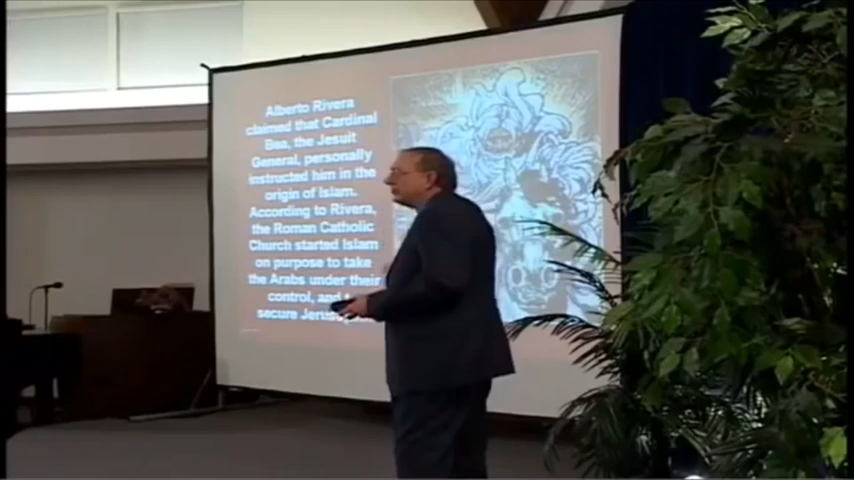 Alberto Rivera
claimed that Cardinal
Bea, the Jesuit
General, personally
instructed him in the
origin of Islam.
According to Rivera,
the Roman Catholic
Church started Islam
on purpose to take
the Arabs under their
control, and
secure